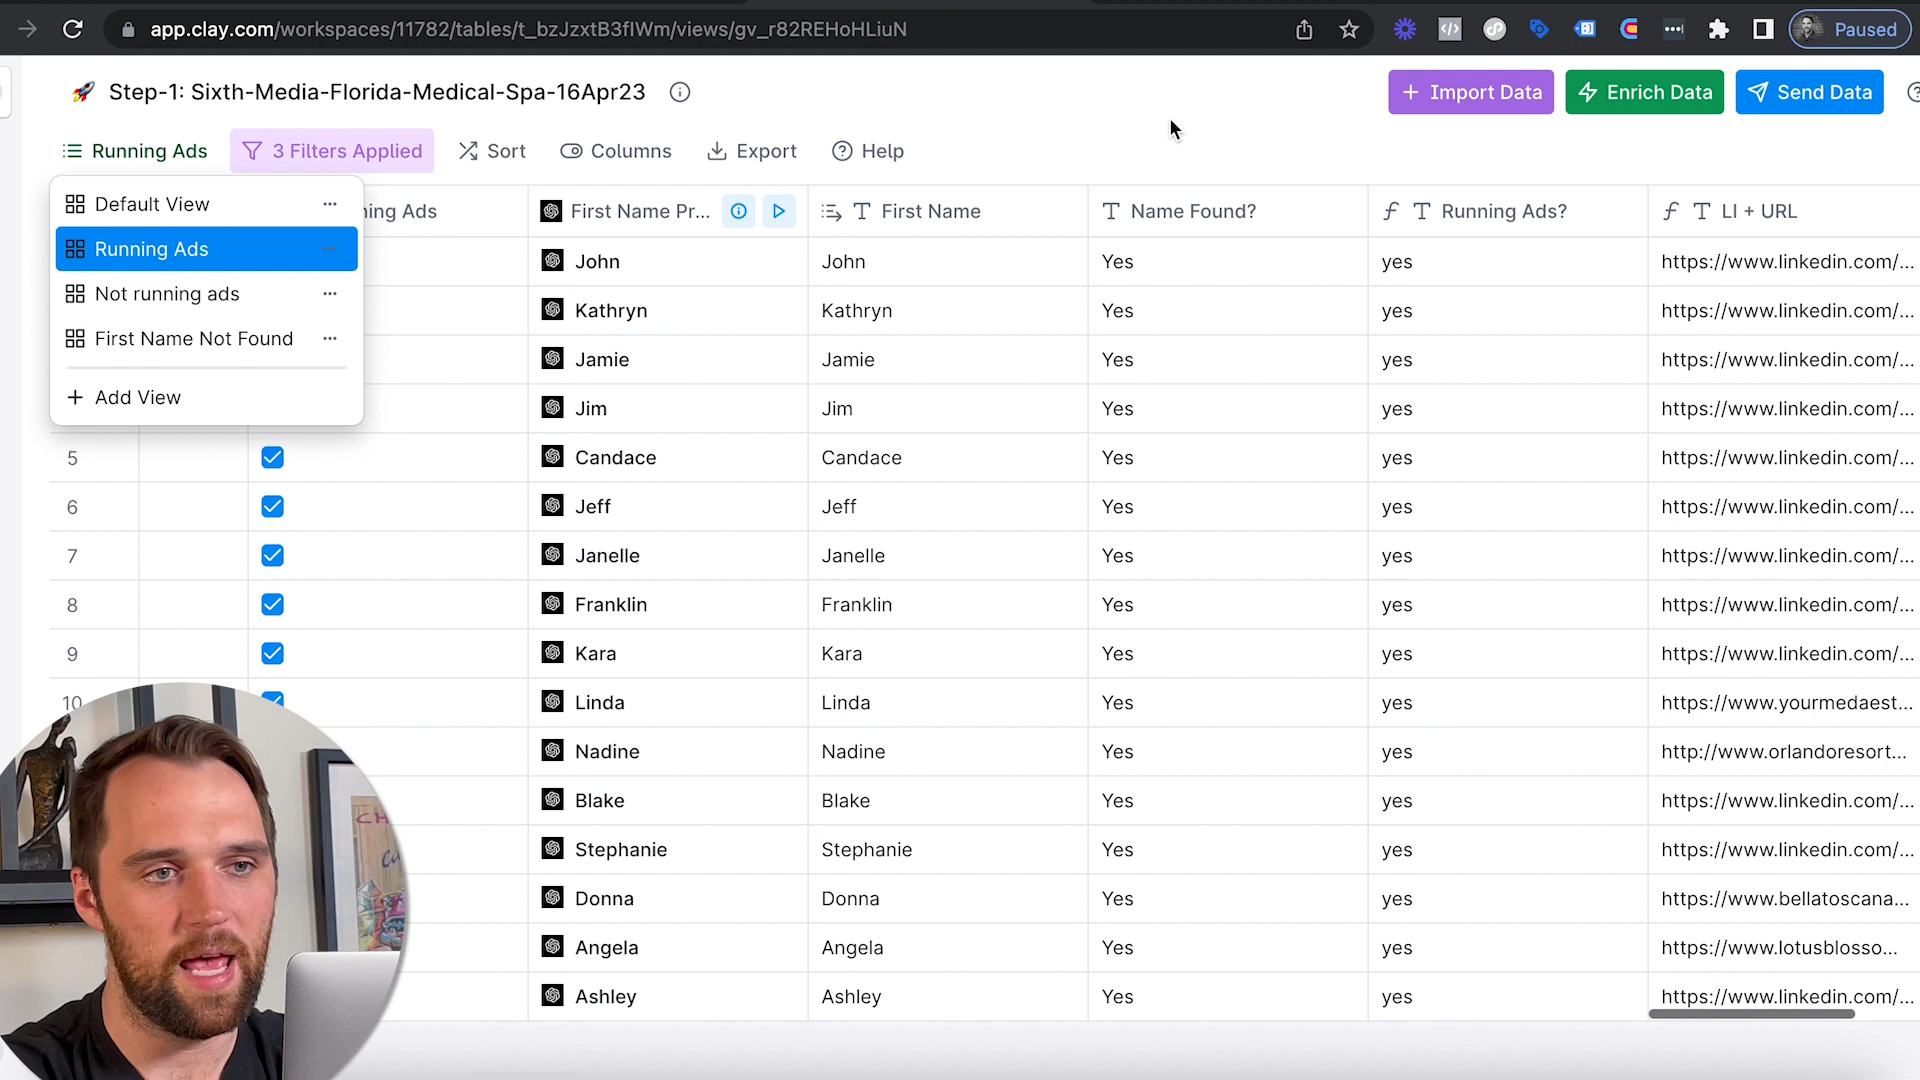 app.clay.com/workspaces/11782/tables/t_bzJzxtB3fIWm/views/gv_r82REHoHLiuN
Paused
🚀 Step-1: Sixth-Media-Florida-Medical-Spa-16Apr23
+ Import Data
Enrich Data
Send Data
Running Ads
3 Filters Applied
Sort
Columns
Export
Help
Default View ...
Running Ads ...
Not running ads ...
First Name Not Found ...
+ Add View
ning Ads
First Name Pr...
First Name
Name Found?
Running Ads?
LI + URL
John John Yes yes https://www.linkedin.com/...
Kathryn Kathryn Yes yes https://www.linkedin.com/...
Jamie Jamie Yes yes https://www.linkedin.com/...
Jim Jim Yes yes https://www.linkedin.com/...
5 Candace Candace Yes yes https://www.linkedin.com/...
6 Jeff Jeff Yes yes https://www.linkedin.com/...
7 Janelle Janelle Yes yes https://www.linkedin.com/...
8 Franklin Franklin Yes yes https://www.linkedin.com/...
9 Kara Kara Yes yes https://www.linkedin.com/...
10 Linda Linda Yes yes https://www.yourmedaest...
Nadine Nadine Yes yes http://www.orlandoresort...
Blake Blake Yes yes https://www.linkedin.com/...
Stephanie Stephanie Yes yes https://www.linkedin.com/...
Donna Donna Yes yes https://www.bellatoscana...
Angela Angela Yes yes https://www.lotusblosso...
Ashley Ashley Yes yes https://www.linkedin.com/...